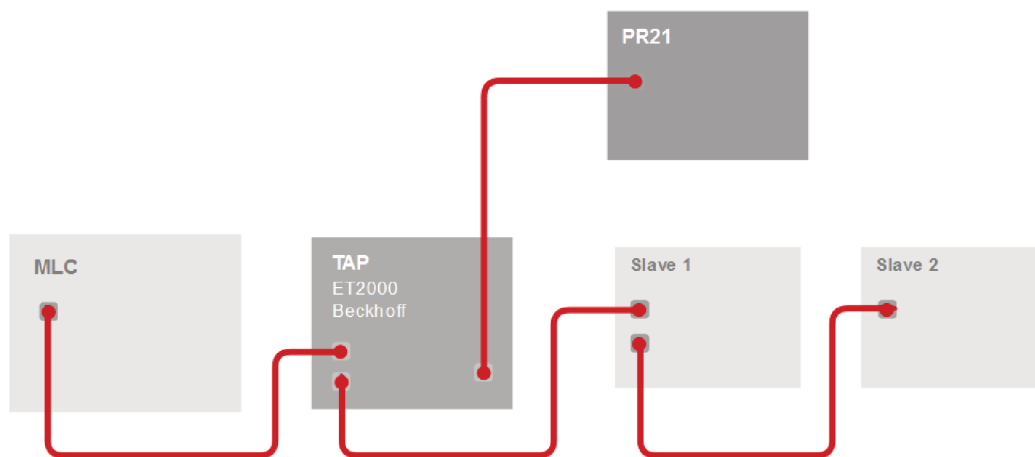 PR21
MLC
TAP
ET2000
Beckhoff
Slave 1
Slave 2